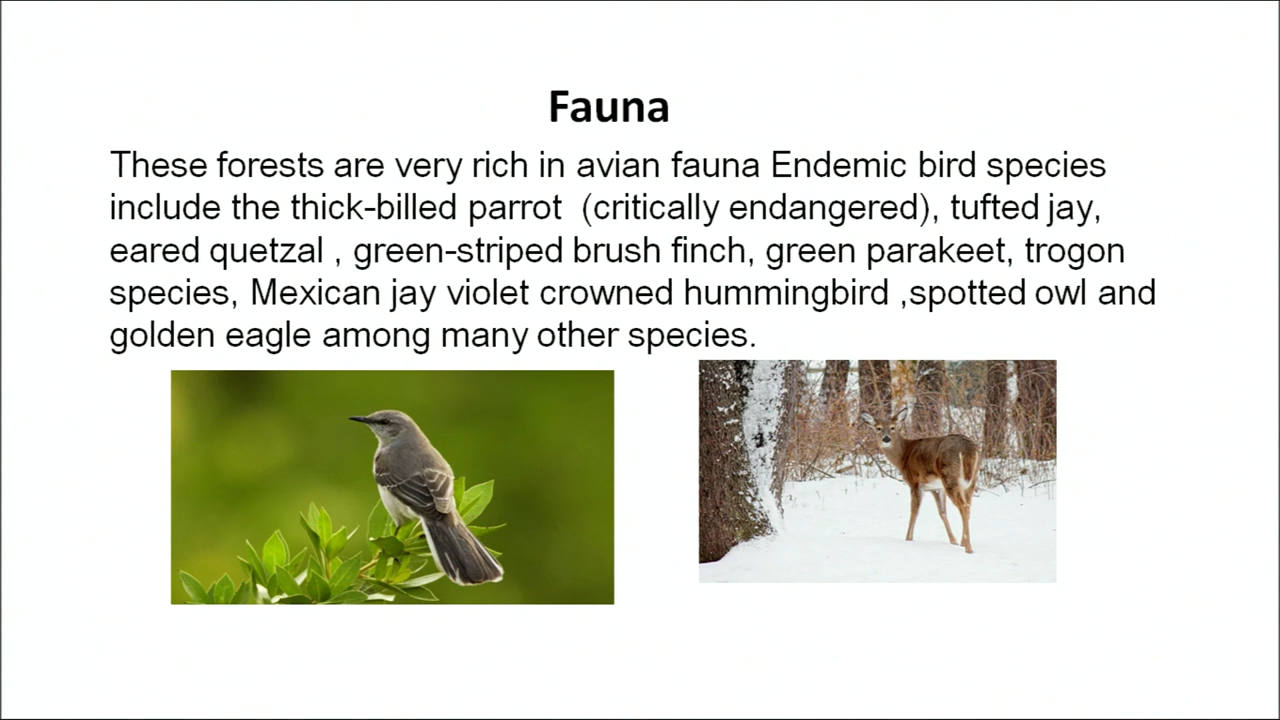 Fauna
These forests are very rich in avian fauna Endemic bird species
include the thick-billed parrot  (critically endangered), tufted jay,
eared quetzal , green-striped brush finch, green parakeet, trogon
species, Mexican jay violet crowned hummingbird ,spotted owl and
golden eagle among many other species.